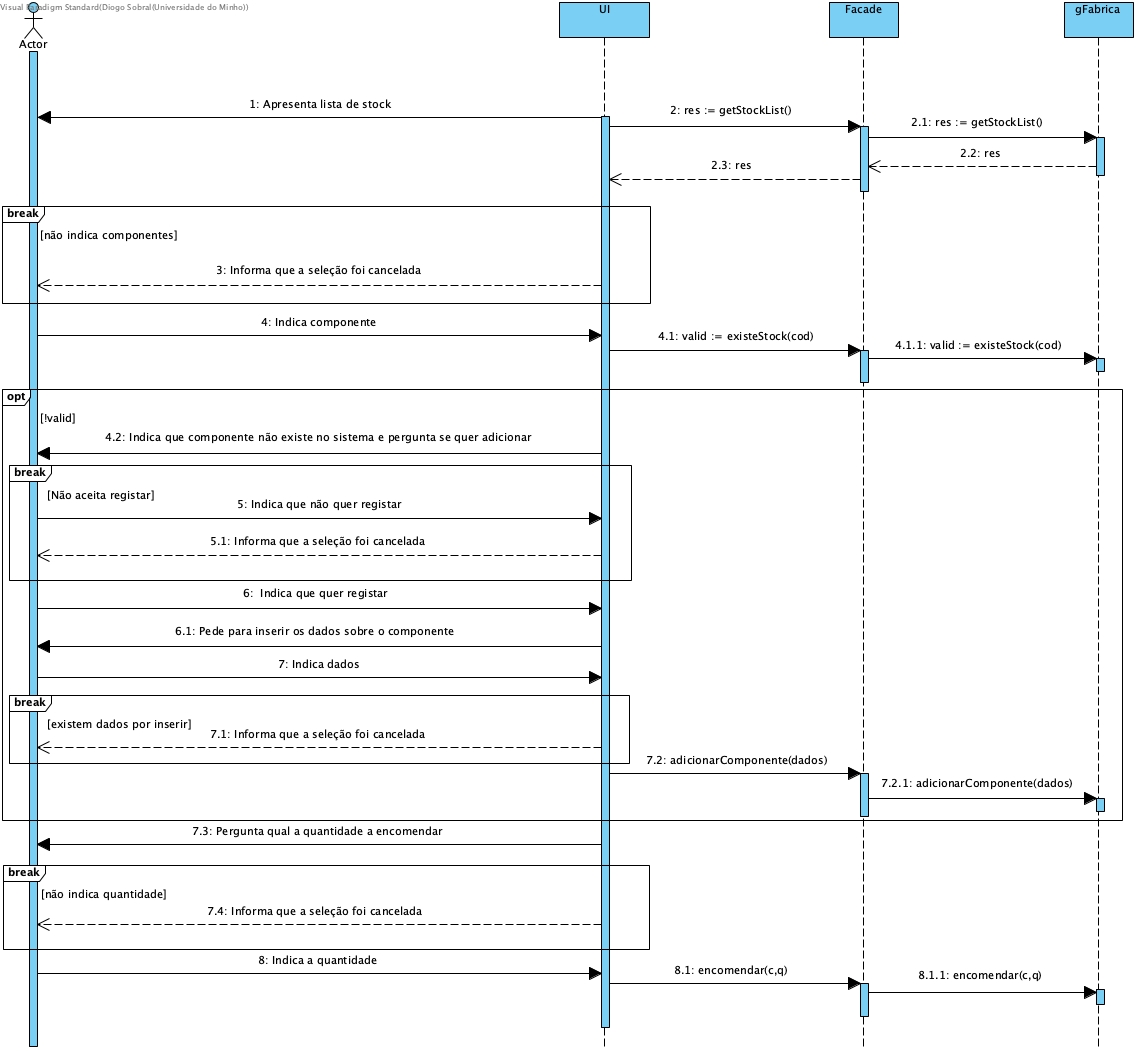 Visual Paradigm Standard(Diogo Sobral(Universidade do Minho))
Actor
UI
Facade
gFabrica
1: Apresenta lista de stock
2: res := getStockList()
2.1: res := getStockList()
2.2: res
2.3: res
break
[não indica componentes]
3: Informa que a seleção foi cancelada
4: Indica componente
4.1: valid := existeStock(cod)
4.1.1: valid := existeStock(cod)
opt
[!valid]
4.2: Indica que componente não existe no sistema e pergunta se quer adicionar
break
[Não aceita registar]
5: Indica que não quer registar
5.1: Informa que a seleção foi cancelada
6: Indica que quer registar
6.1: Pede para inserir os dados sobre o componente
7: Indica dados
break
[existem dados por inserir]
7.1: Informa que a seleção foi cancelada
7.2: adicionarComponente(dados)
7.2.1: adicionarComponente(dados)
7.3: Pergunta qual a quantidade a encomendar
break
[não indica quantidade]
7.4: Informa que a seleção foi cancelada
8: Indica a quantidade
8.1: encomendar(c,q)
8.1.1: encomendar(c,q)